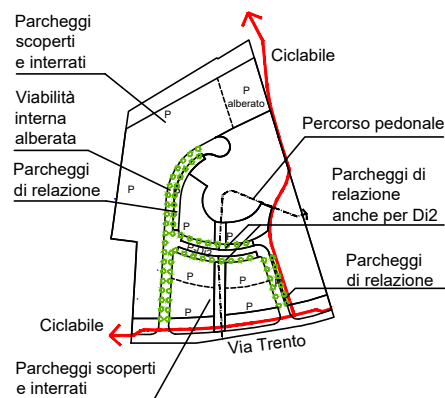 Parcheggi
scoperti
e interrati
Ciclabile
P
P
alberato
Viabilità
interna
alberata
Percorso pedonale
Parcheggi
di relazione
P
Parcheggi di
relazione
anche per Di2
P
P
P Di2
Parcheggi
di relazione
P
P
P
P
Ciclabile
Via Trento
Parcheggi scoperti
e interrati